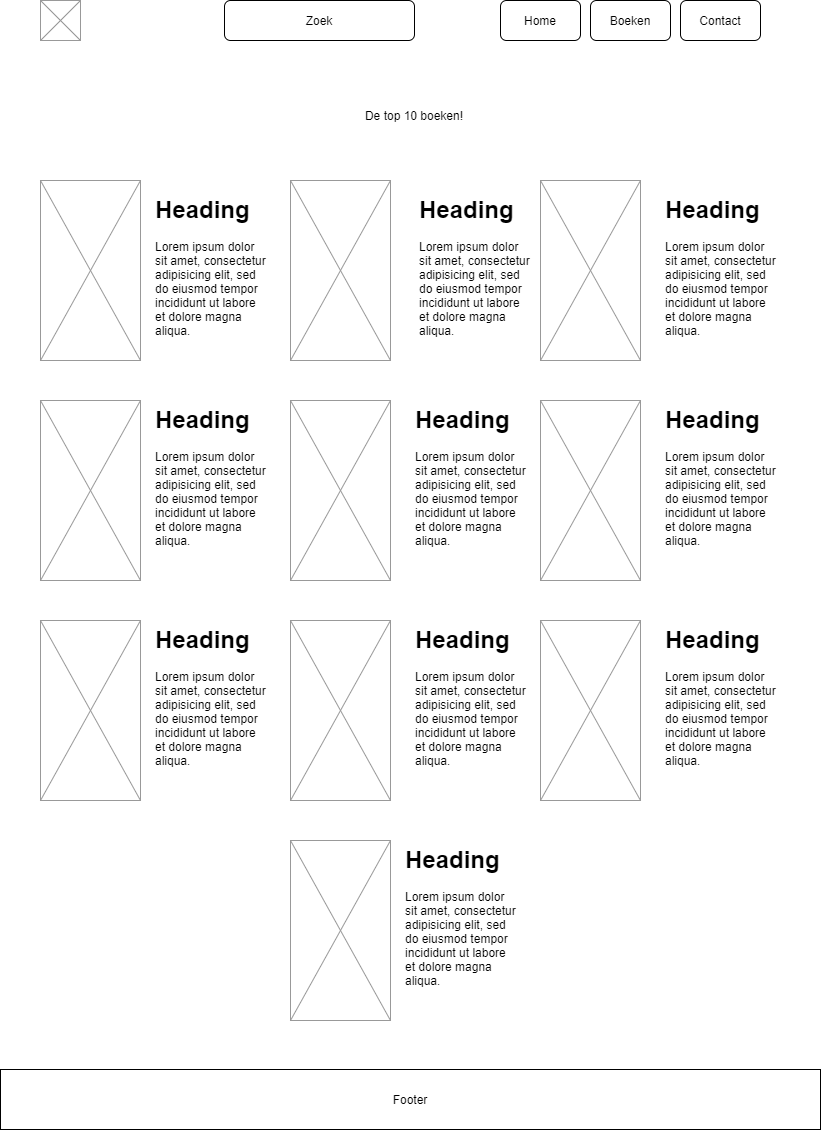 Zoek
Home
Boeken
Contact
De top 10 boeken!
Heading
Lorem ipsum dolor
sit amet, consectetur
adipisicing elit, sed
do eiusmod tempor
incididunt ut labore
et dolore magna
aliqua.
Heading
Lorem ipsum dolor
sit amet, consectetur
adipisicing elit, sed
do eiusmod tempor
incididunt ut labore
et dolore magna
aliqua.
Heading
Lorem ipsum dolor
sit amet, consectetur
adipisicing elit, sed
do eiusmod tempor
incididunt ut labore
et dolore magna
aliqua.
Heading
Lorem ipsum dolor
sit amet, consectetur
adipisicing elit, sed
do eiusmod tempor
incididunt ut labore
et dolore magna
aliqua.
Heading
Lorem ipsum dolor
sit amet, consectetur
adipisicing elit, sed
do eiusmod tempor
incididunt ut labore
et dolore magna
aliqua.
Heading
Lorem ipsum dolor
sit amet, consectetur
adipisicing elit, sed
do eiusmod tempor
incididunt ut labore
et dolore magna
aliqua.
Heading
Lorem ipsum dolor
sit amet, consectetur
adipisicing elit, sed
do eiusmod tempor
incididunt ut labore
et dolore magna
aliqua.
Heading
Lorem ipsum dolor
sit amet, consectetur
adipisicing elit, sed
do eiusmod tempor
incididunt ut labore
et dolore magna
aliqua.
Heading
Lorem ipsum dolor
sit amet, consectetur
adipisicing elit, sed
do eiusmod tempor
incididunt ut labore
et dolore magna
aliqua.
Heading
Lorem ipsum dolor
sit amet, consectetur
adipisicing elit, sed
do eiusmod tempor
incididunt ut labore
et dolore magna
aliqua.
Footer